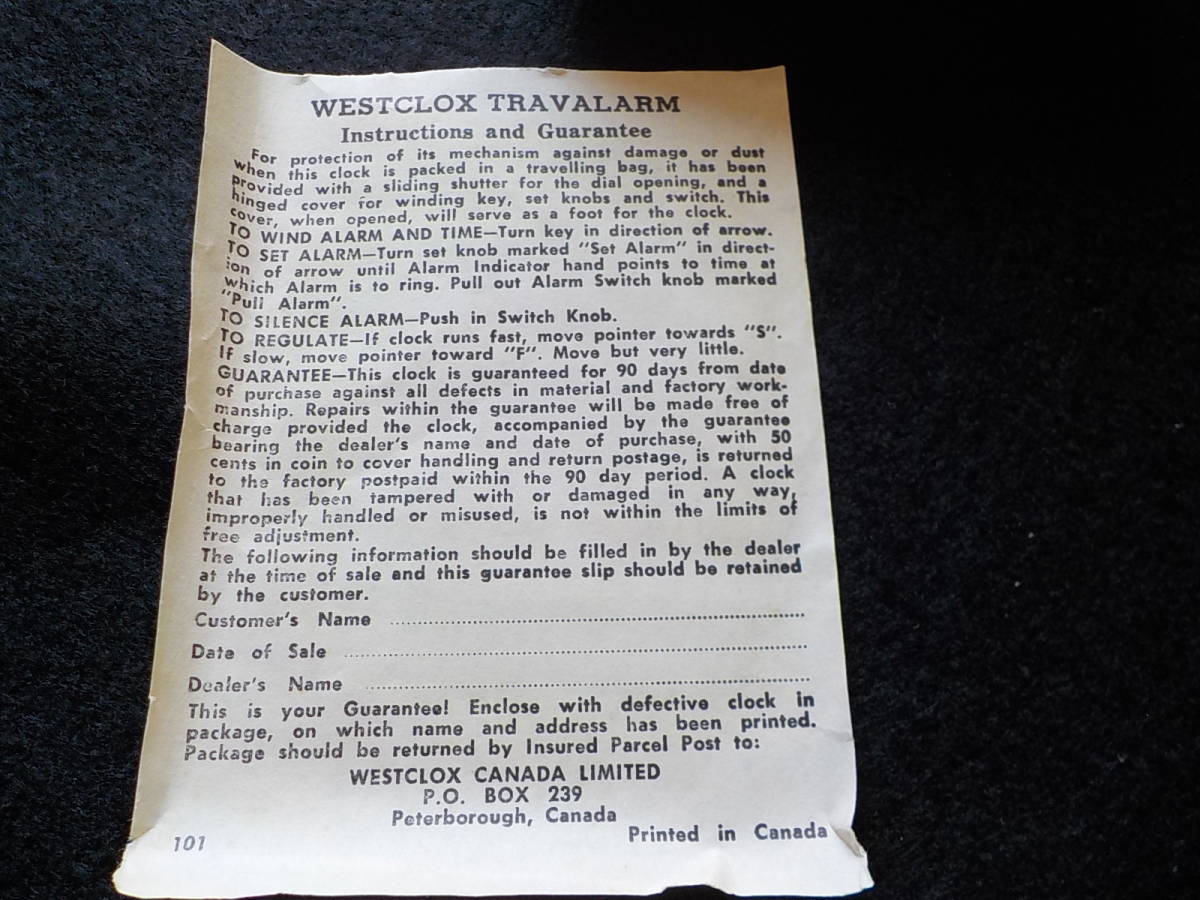 WESTCLOX TRAVALARM
Instructions and Guarantee
For protection of its mechanism against damage or dust
when this clock is packed in a travelling bag, it has been
provided with a sliding shutter for the dial opening, and a
hinged cover for winding key, set knobs and switch. This
cover, when opened, will serve as a foot for the clock.
TO WIND ALARM AND TIME—Turn key in direction of arrow.
TO SET ALARM—Turn set knob marked "Set Alarm" in direct-
ion of arrow until Alarm Indicator hand points to time at
which Alarm is to ring. Pull out Alarm Switch knob marked
"Pull Alarm".
TO SILENCE ALARM—Push in Switch Knob.
TO REGULATE—If clock runs fast, move pointer towards "S".
If slow, move pointer toward "F". Move but very little.
GUARANTEE—This clock is guaranteed for 90 days from date
of purchase against all defects in material and factory work-
manship. Repairs within the guarantee will be made free of
charge provided the clock, accompanied by the guarantee
bearing the dealer's name and date of purchase, with 50
cents in coin to cover handling and return postage, is returned
to the factory postpaid within the 90 day period. A clock
that has been tampered with or damaged in any way,
improperly handled or misused, is not within the limits of
free adjustment.
The following information should be filled in by the dealer
at the time of sale and this guarantee slip should be retained
by the customer.
Customer's Name ..........
Date of Sale ..........
Dealer's Name ..........
This is your Guarantee! Enclose with defective clock in
package, on which name and address has been printed.
Package should be returned by Insured Parcel Post to:
WESTCLOX CANADA LIMITED
P.O. BOX 239
Peterborough, Canada
101 Printed in Canada